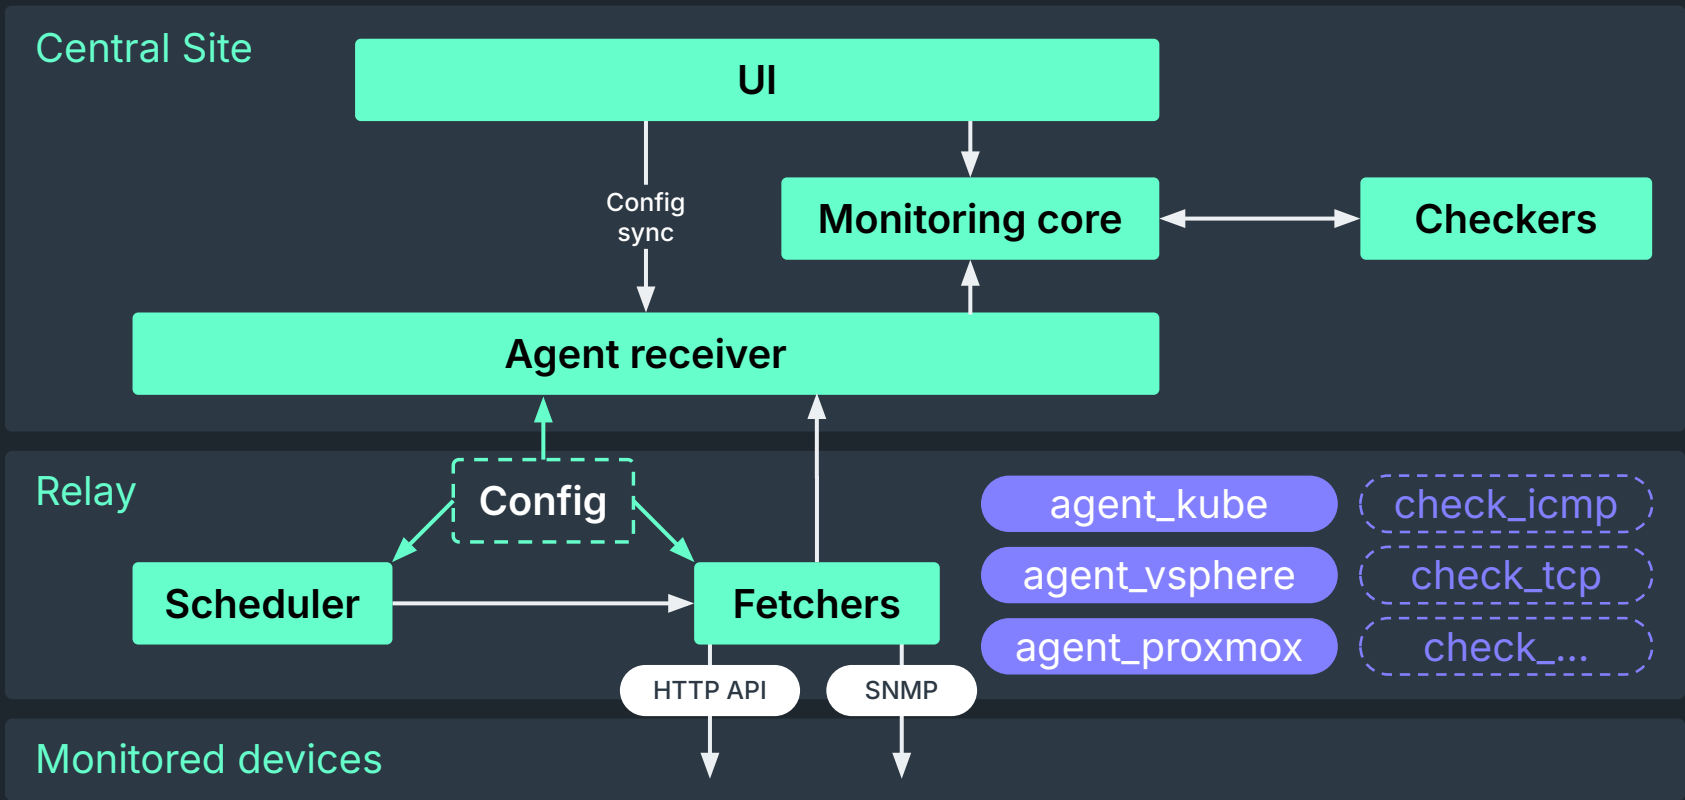 Central Site
UI
Config
sync
Monitoring core
Checkers
Agent receiver
Relay
Config
agent_kube
check_icmp
agent_vsphere
check_tcp
Scheduler
Fetchers
agent_proxmox
check_...
HTTP API
SNMP
Monitored devices